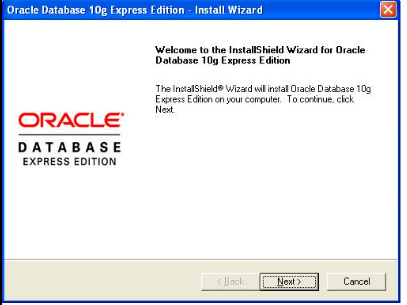 Oracle Database 10g Express Edition - Install Wizard
Welcome to the InstallShield Wizard for Oracle
Database 10g Express Edition
The InstallShield® Wizard will install Oracle Database 10g
Express Edition on your computer. To continue, click
Next.
ORACLE®
DATABASE
EXPRESS EDITION
< Back
Next >
Cancel